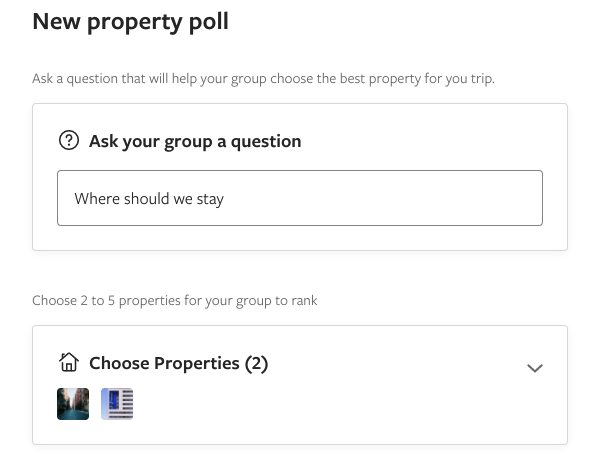 New property poll
Ask a question that will help your group choose the best property for you trip.
Ask your group a question
Where should we stay
Choose 2 to 5 properties for your group to rank
Choose Properties (2)